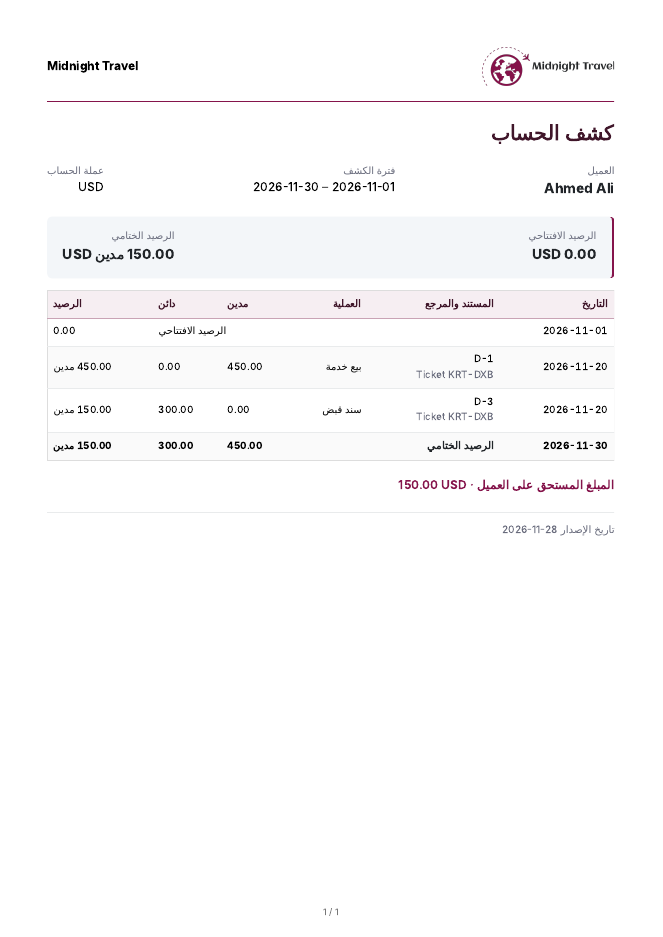 Midnight Travel
Midnight Travel
كشف الحساب
العميل
Ahmed Ali
فترة الكشف
2026-11-30 – 2026-11-01
عملة الحساب
USD
الرصيد الافتتاحي
USD 0.00
الرصيد الختامي
150.00 مدين USD
التاريخ المستند والمرجع العملية مدين دائن الرصيد
2026-11-01 الرصيد الافتتاحي 0.00
2026-11-20 D-1 بيع خدمة 450.00 0.00 450.00 مدين
Ticket KRT-DXB
2026-11-20 D-3 سند قبض 0.00 300.00 150.00 مدين
Ticket KRT-DXB
2026-11-30 الرصيد الختامي 450.00 300.00 150.00 مدين
المبلغ المستحق على العميل · 150.00 USD
تاريخ الإصدار 2026-11-28
1 / 1